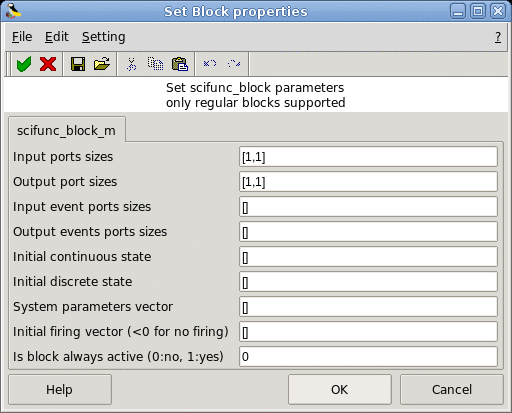 Set Block properties
File Edit Setting ?
Set scifunc_block parameters
only regular blocks supported
scifunc_block_m
Input ports sizes [1,1]
Output port sizes [1,1]
Input event ports sizes []
Output events ports sizes []
Initial continuous state []
Initial discrete state []
System parameters vector []
Initial firing vector (<0 for no firing) []
Is block always active (0:no, 1:yes) 0
Help OK Cancel